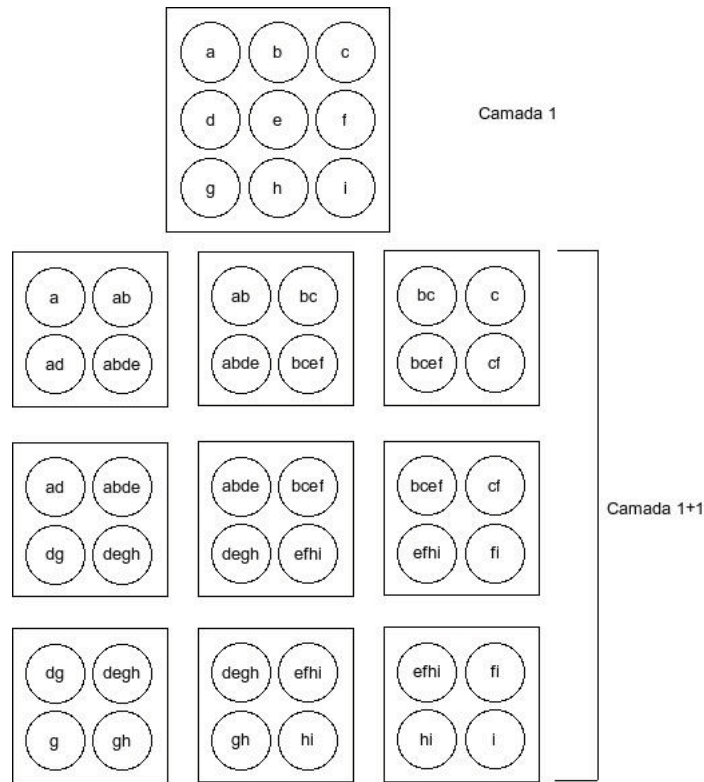 a b c
d e f
g h i
Camada 1
a ab ab bc bc c
ad abde abde bcef bcef cf
ad abde abde bcef bcef cf
dg degh degh efhi efhi fi
Camada 1+1
dg degh degh efhi efhi fi
g gh gh hi hi i